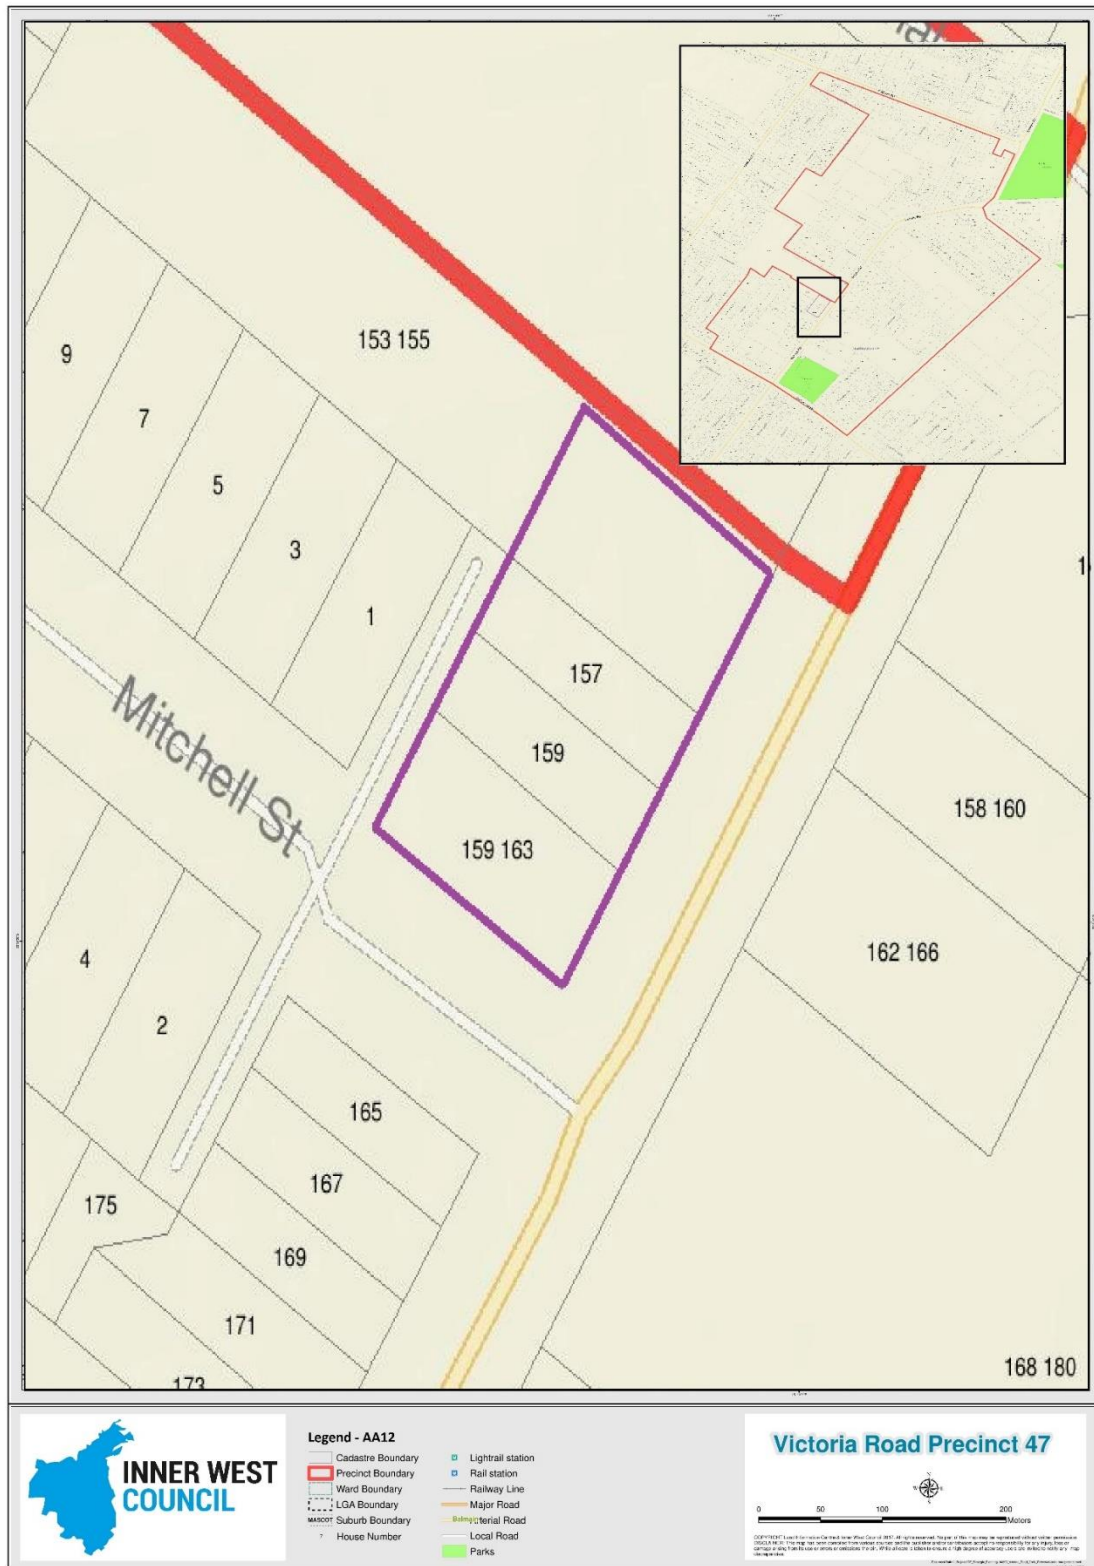 153 155
9
7
5
3
1
157
159
159 163
Mitchell St
158 160
162 166
4
2
165
167
175
169
171
173
168 180
INNER WEST
COUNCIL
Legend - AA12
Cadastre Boundary
Precinct Boundary
Ward Boundary
LGA Boundary
MASCOT Suburb Boundary
? House Number
Lightrail station
Rail station
Railway Line
Major Road
Local Road
Parks
Victoria Road Precinct 47
0 50 100 200
Meters